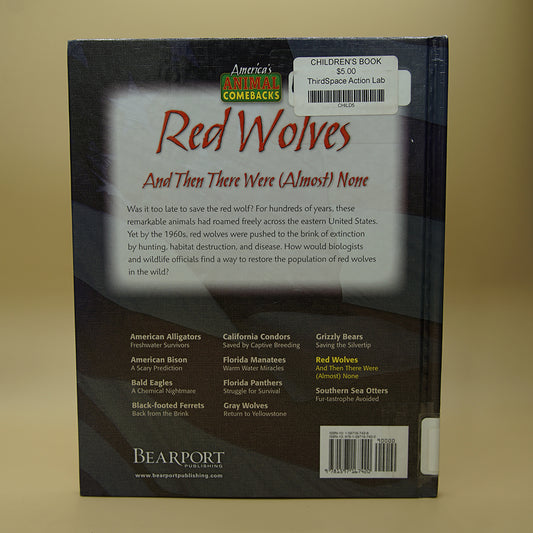 America's
ANIMAL
COMEBACKS
CHILDREN'S BOOK
$5.00
ThirdSpace Action Lab
CHILD5
Red Wolves
And Then There Were (Almost) None
Was it too late to save the red wolf? For hundreds of years, these
remarkable animals had roamed freely across the eastern United States.
Yet by the 1960s, red wolves were pushed to the brink of extinction
by hunting, habitat destruction, and disease. How would biologists
and wildlife officials find a way to restore the population of red wolves
in the wild?
American Alligators
Freshwater Survivors
American Bison
A Scary Prediction
Bald Eagles
A Chemical Nightmare
Black-footed Ferrets
Back from the Brink
California Condors
Saved by Captive Breeding
Florida Manatees
Warm Water Miracles
Florida Panthers
Struggle for Survival
Gray Wolves
Return to Yellowstone
Grizzly Bears
Saving the Silvertip
Red Wolves
And Then There Were
(Almost) None
Southern Sea Otters
Fur-tastrophe Avoided
BEARPORT
PUBLISHING
www.bearportpublishing.com
90000